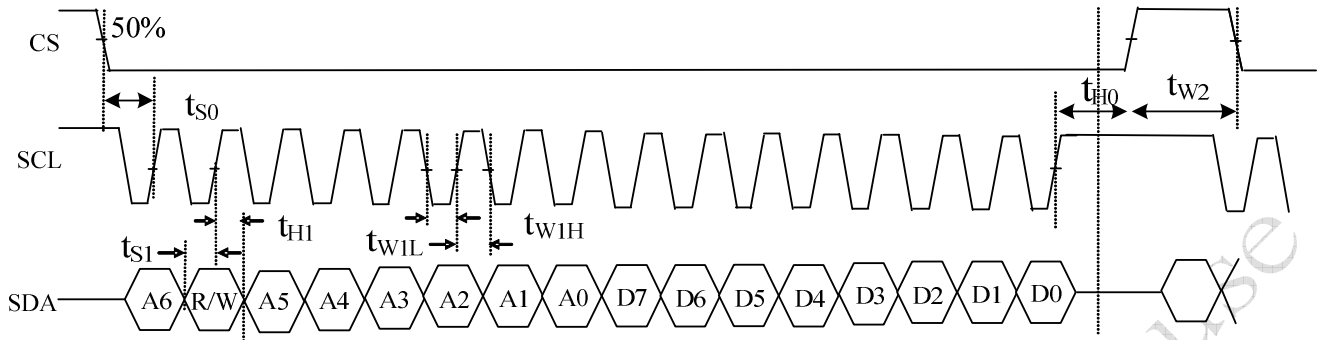 CS
50%
tS0
tH0
tW2
SCL
tS1
tH1
tW1L
tW1H
SDA
A6
R/W
A5
A4
A3
A2
A1
A0
D7
D6
D5
D4
D3
D2
D1
D0